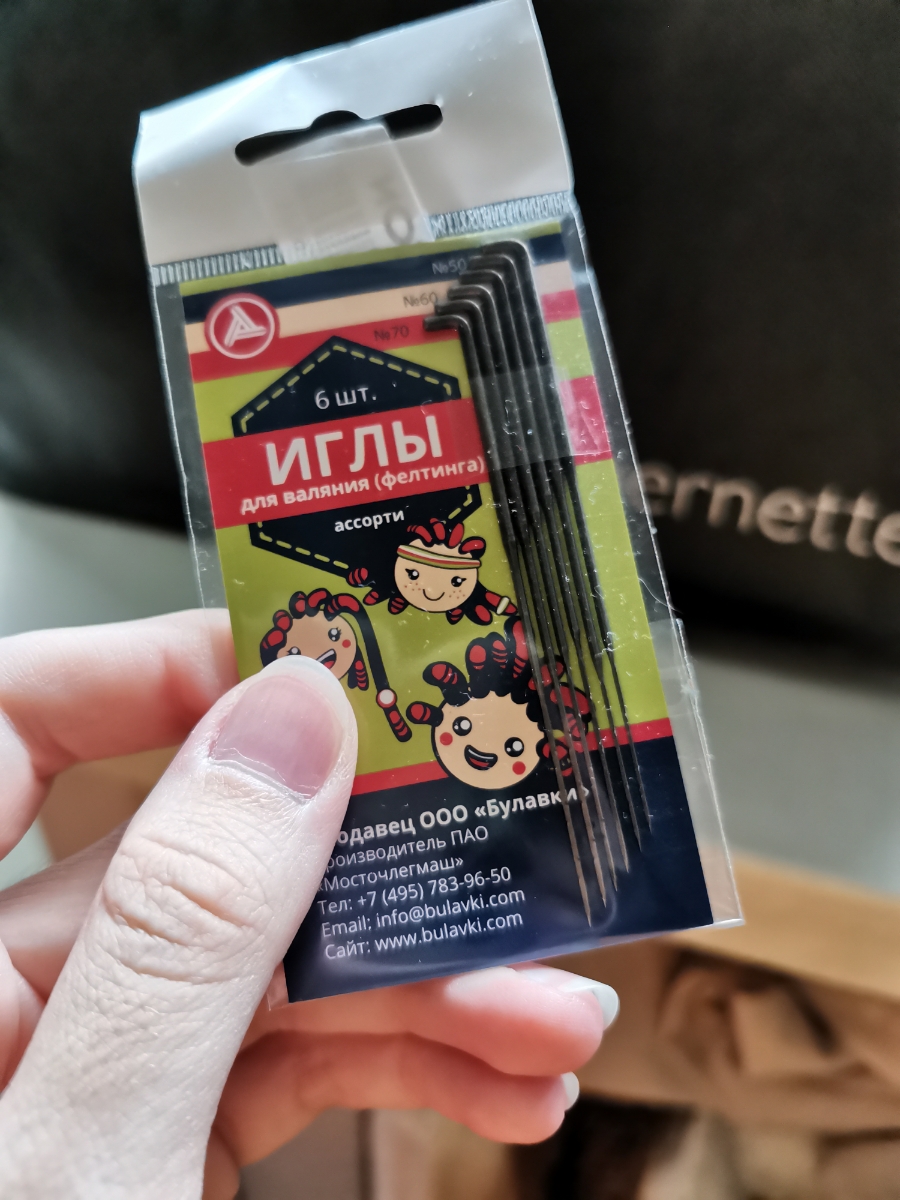 №50
№60
№70
6 шт.
ИГЛЫ
для валяния (фелтинга)
ассорти
ernette
одавец ООО «Булавки»
роизводитель ПАО
«Мосточлегмаш»
Тел: +7 (495) 783-96-50
Email: info@bulavki.com
Сайт: www.bulavki.com